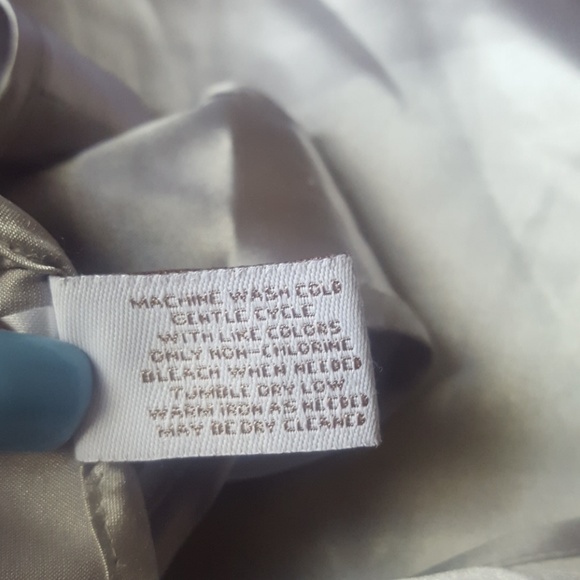 MACHINE WASH COLD
GENTLE CYCLE
WITH LIKE COLORS
ONLY NON-CHLORINE
BLEACH WHEN NEEDED
TUMBLE DRY LOW
WARM IRON AS NEEDED
MAY BE DRY CLEANED